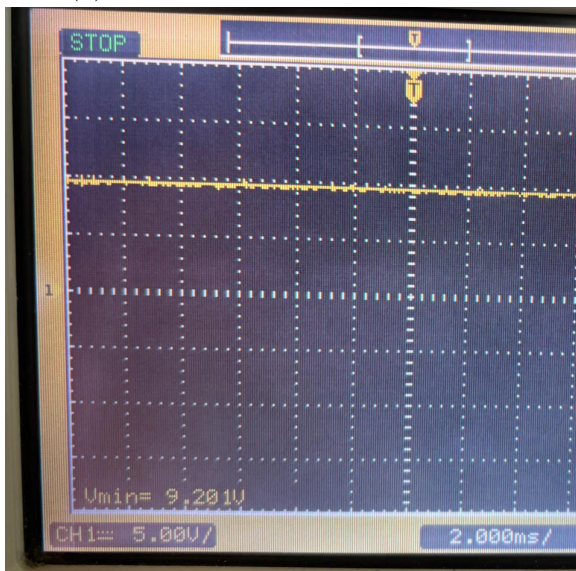 STOP
T
T
1
Vmin= 9.201V
CH1 5.00V/ 2.000ms/